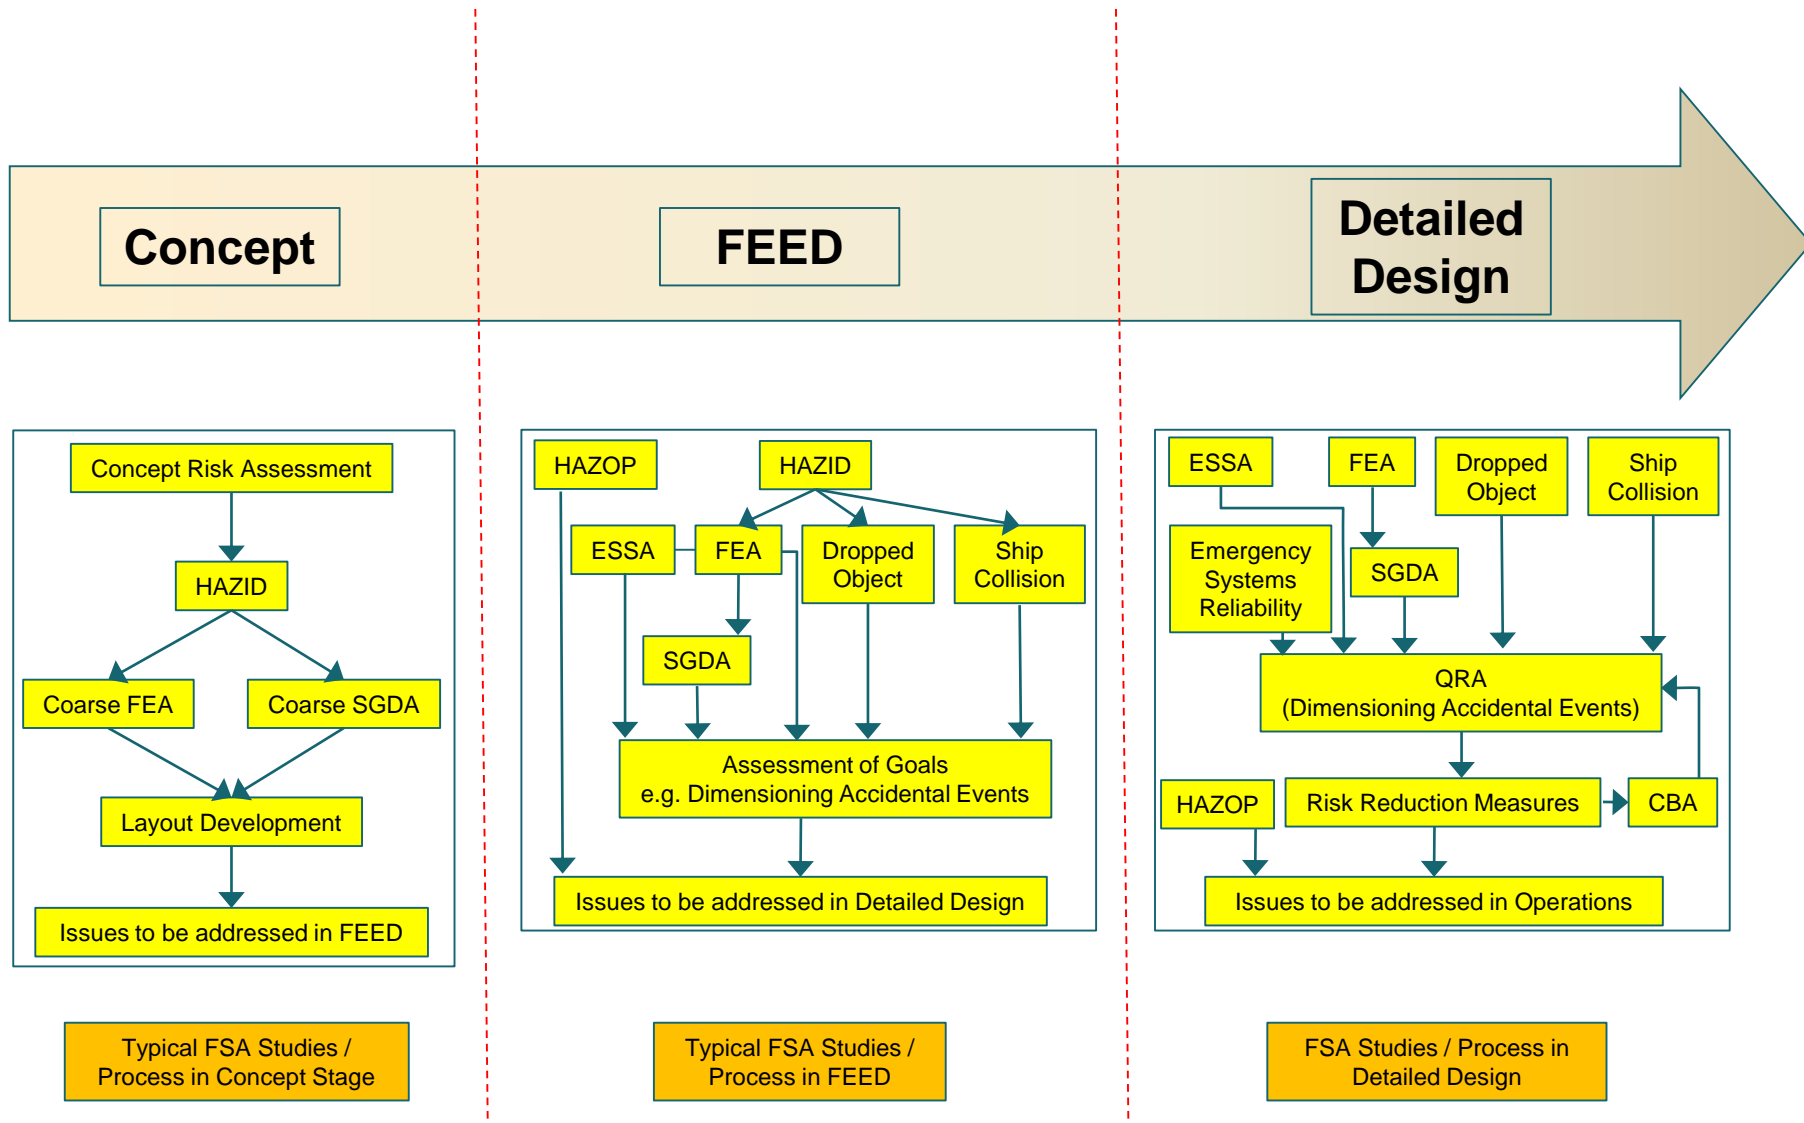 Concept
FEED
Detailed
Design
Concept Risk Assessment
HAZID
Coarse FEA
Coarse SGDA
Layout Development
Issues to be addressed in FEED
Typical FSA Studies /
Process in Concept Stage
HAZOP
HAZID
ESSA
FEA
Dropped
Object
Ship
Collision
SGDA
Assessment of Goals
e.g. Dimensioning Accidental Events
Issues to be addressed in Detailed Design
Typical FSA Studies /
Process in FEED
ESSA
FEA
Dropped
Object
Ship
Collision
Emergency
Systems
Reliability
SGDA
QRA
(Dimensioning Accidental Events)
HAZOP
Risk Reduction Measures
CBA
Issues to be addressed in Operations
FSA Studies / Process in
Detailed Design